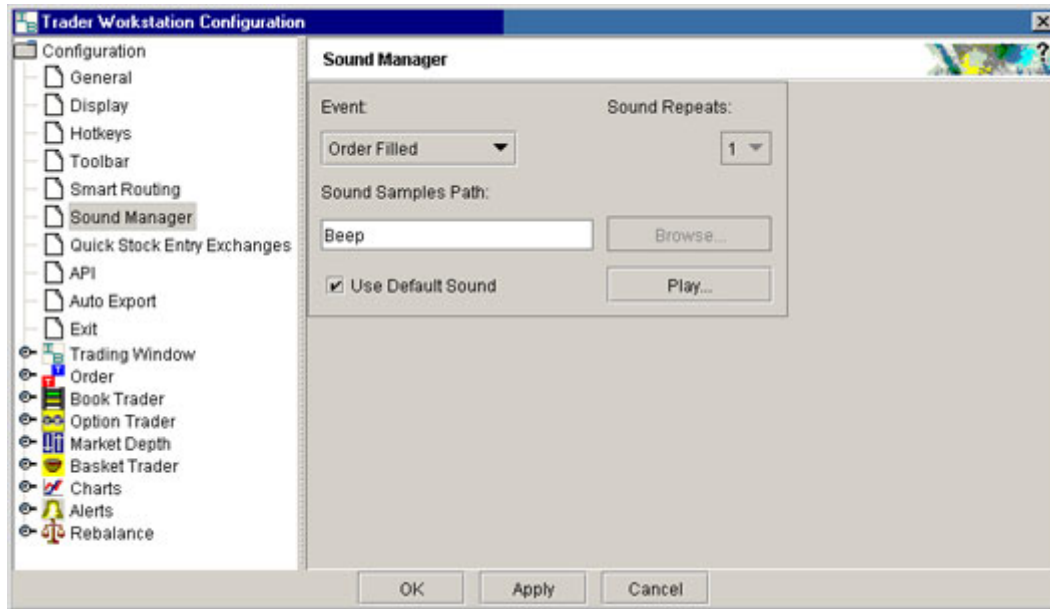 Trader Workstation Configuration
Configuration
General
Display
Hotkeys
Toolbar
Smart Routing
Sound Manager
Quick Stock Entry Exchanges
API
Auto Export
Exit
Trading Window
Order
Book Trader
Option Trader
Market Depth
Basket Trader
Charts
Alerts
Rebalance
Sound Manager
?
Event:
Sound Repeats:
Order Filled
1
Sound Samples Path:
Beep
Browse...
Use Default Sound
Play...
OK
Apply
Cancel